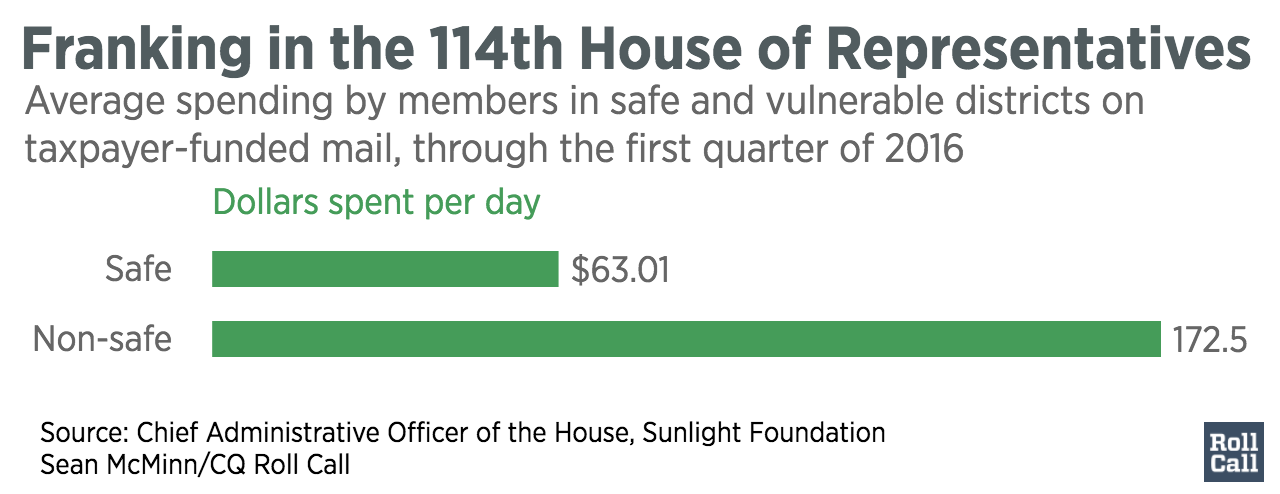 Franking in the 114th House of Representatives
Average spending by members in safe and vulnerable districts on
taxpayer-funded mail, through the first quarter of 2016
Dollars spent per day
Safe $63.01
Non-safe 172.5
Source: Chief Administrative Officer of the House, Sunlight Foundation
Sean McMinn/CQ Roll Call
Roll
Call